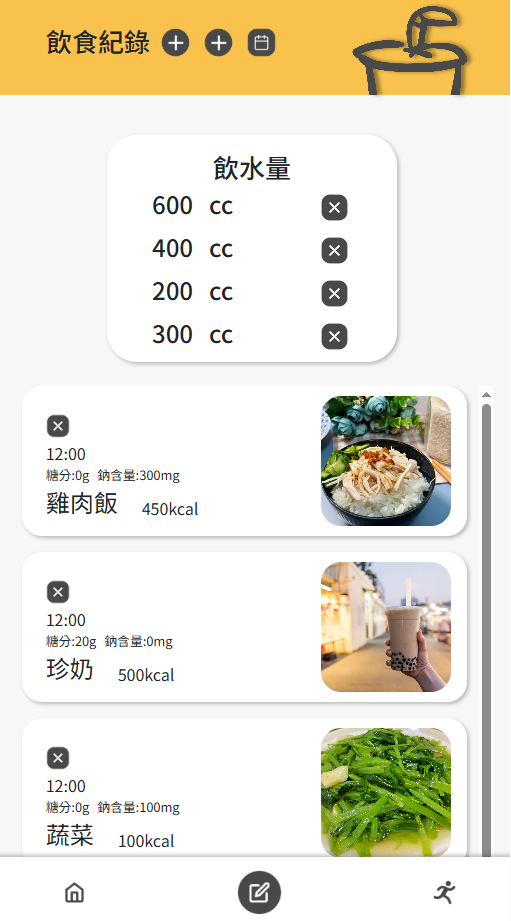 飲食紀錄
飲水量
600 cc
400 cc
200 cc
300 cc
12:00
糖分:0g 鈉含量:300mg
雞肉飯 450kcal
12:00
糖分:20g 鈉含量:0mg
珍奶 500kcal
12:00
糖分:0g 鈉含量:100mg
蔬菜 100kcal